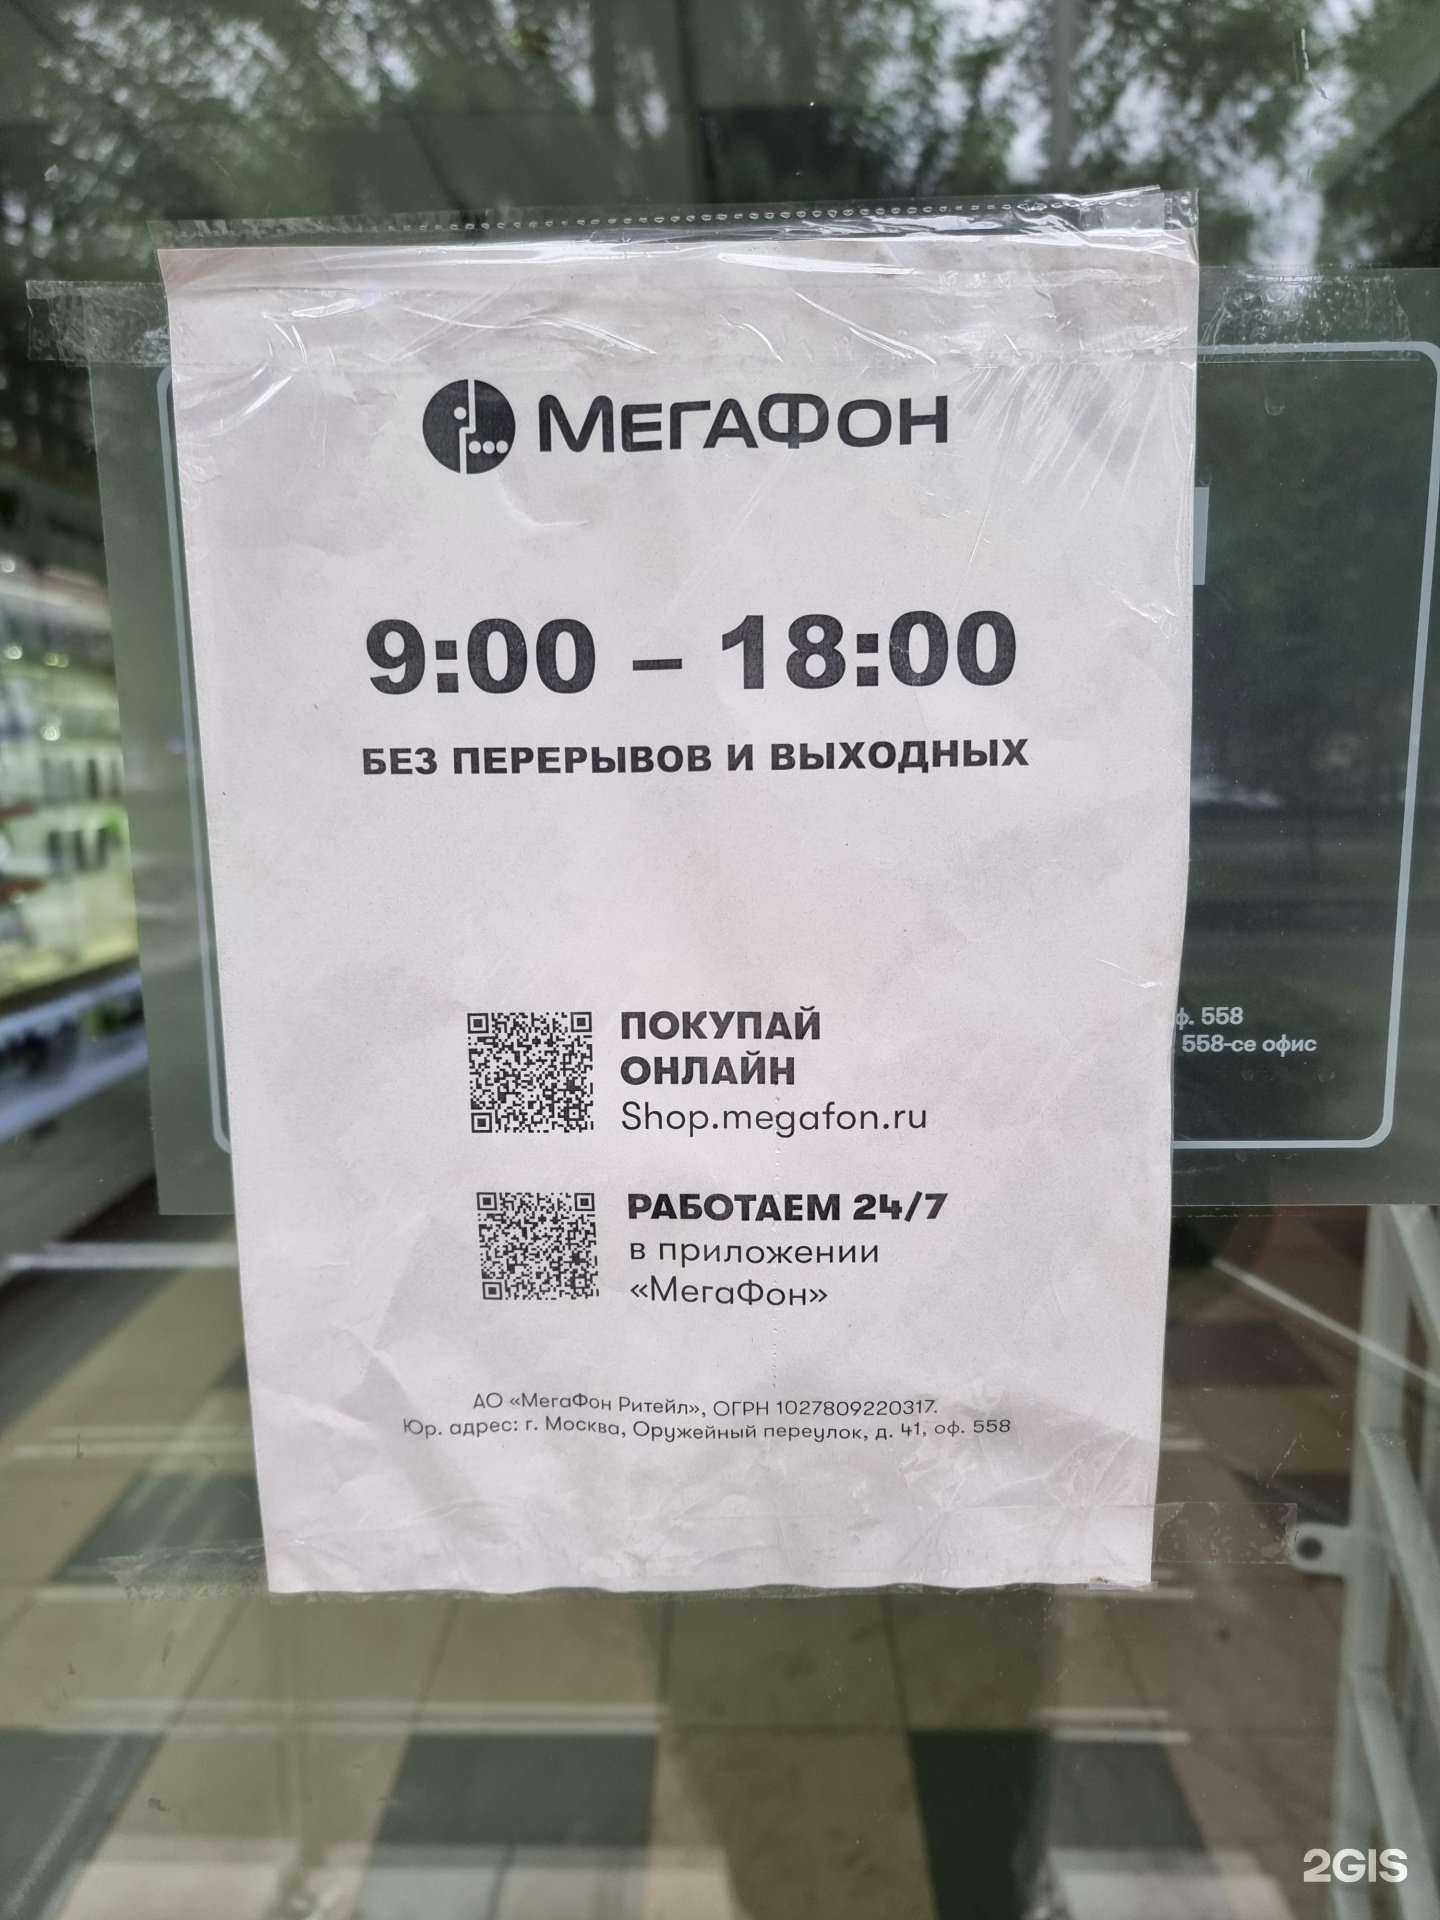 МЕГАФОН
9:00 – 18:00
БЕЗ ПЕРЕРЫВОВ И ВЫХОДНЫХ
ПОКУПАЙ
ОНЛАЙН
Shop.megafon.ru
РАБОТАЕМ 24/7
в приложении
«МегаФон»
АО «МегаФон Ритейл», ОГРН 1027809220317.
Юр. адрес: г. Москва, Оружейный переулок, д. 41, оф. 558
ф. 558
558-се офис
2GIS